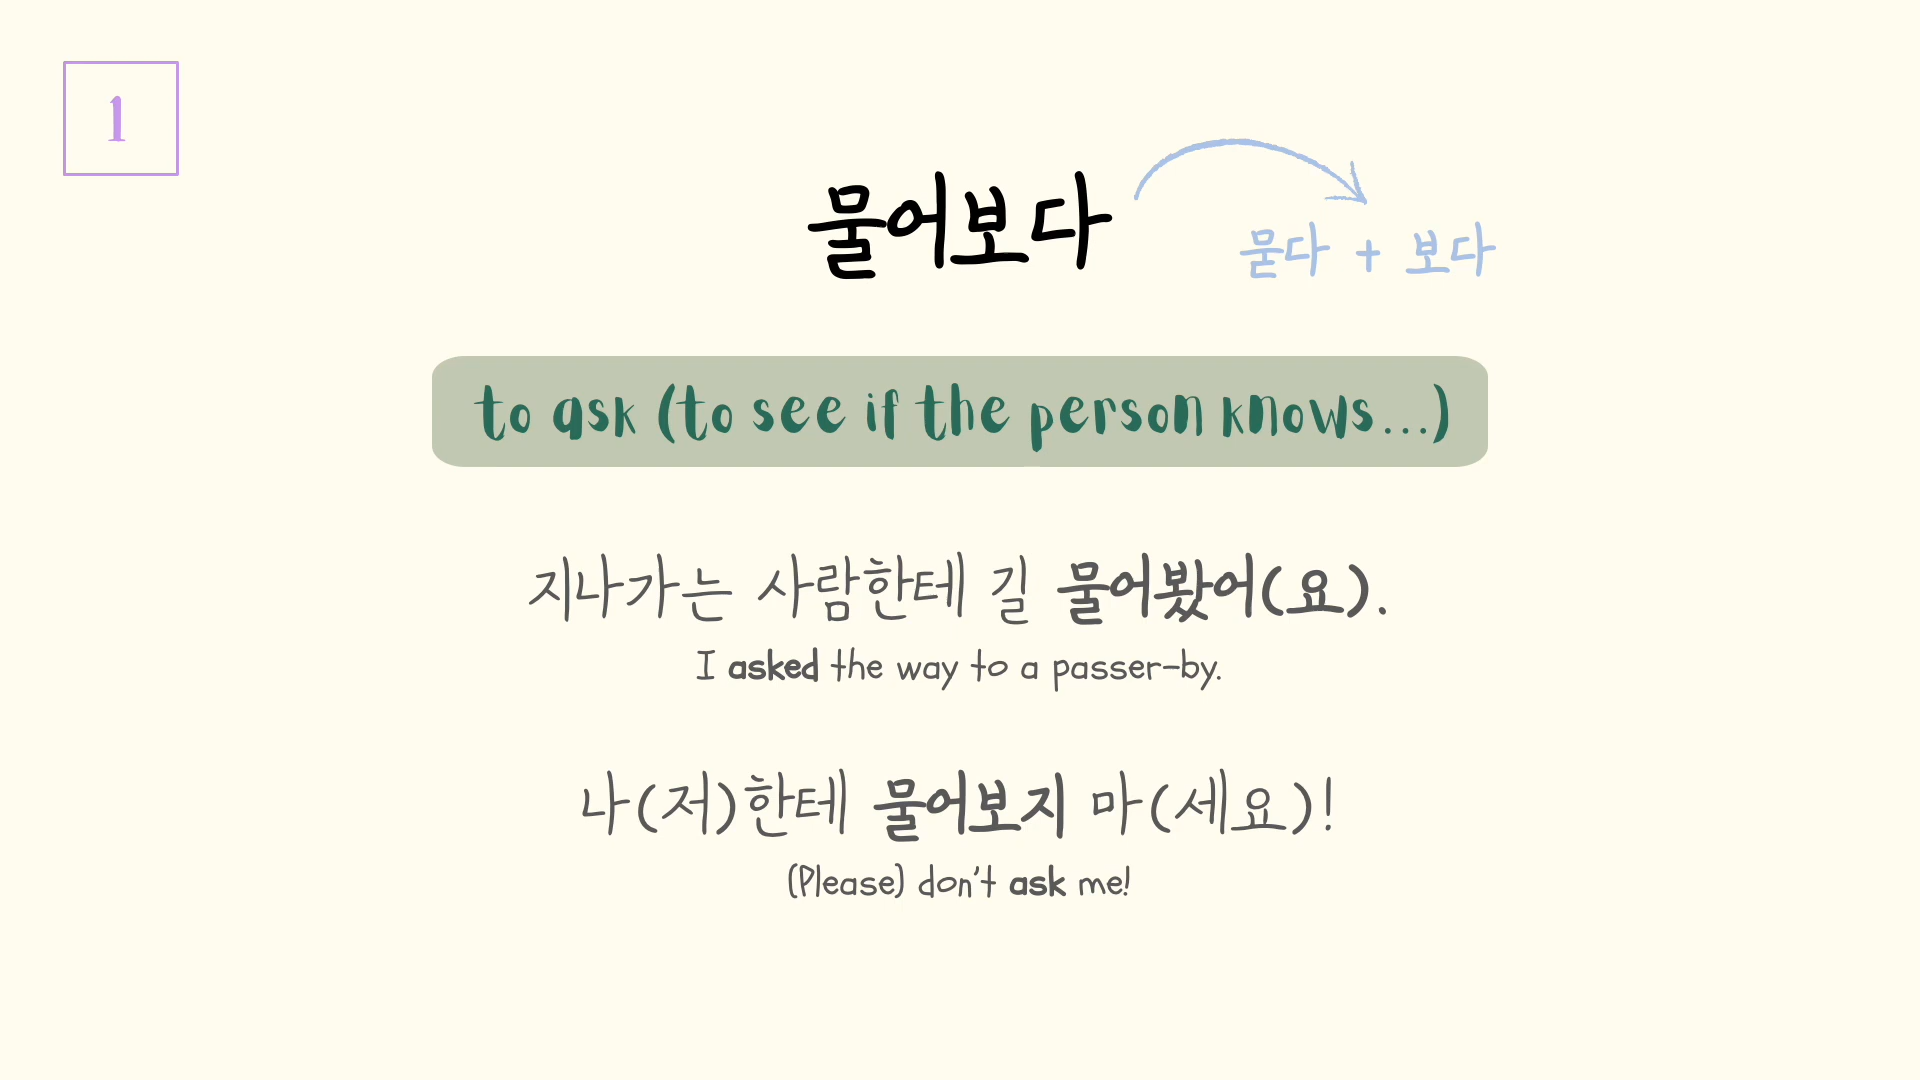 1
물어보다
묻다 + 보다
to ask (to see if the person knows...)
지나가는 사람한테 길 물어봤어(요).
I asked the way to a passer-by.
나(저)한테 물어보지 마(세요)!
(Please) don't ask me!